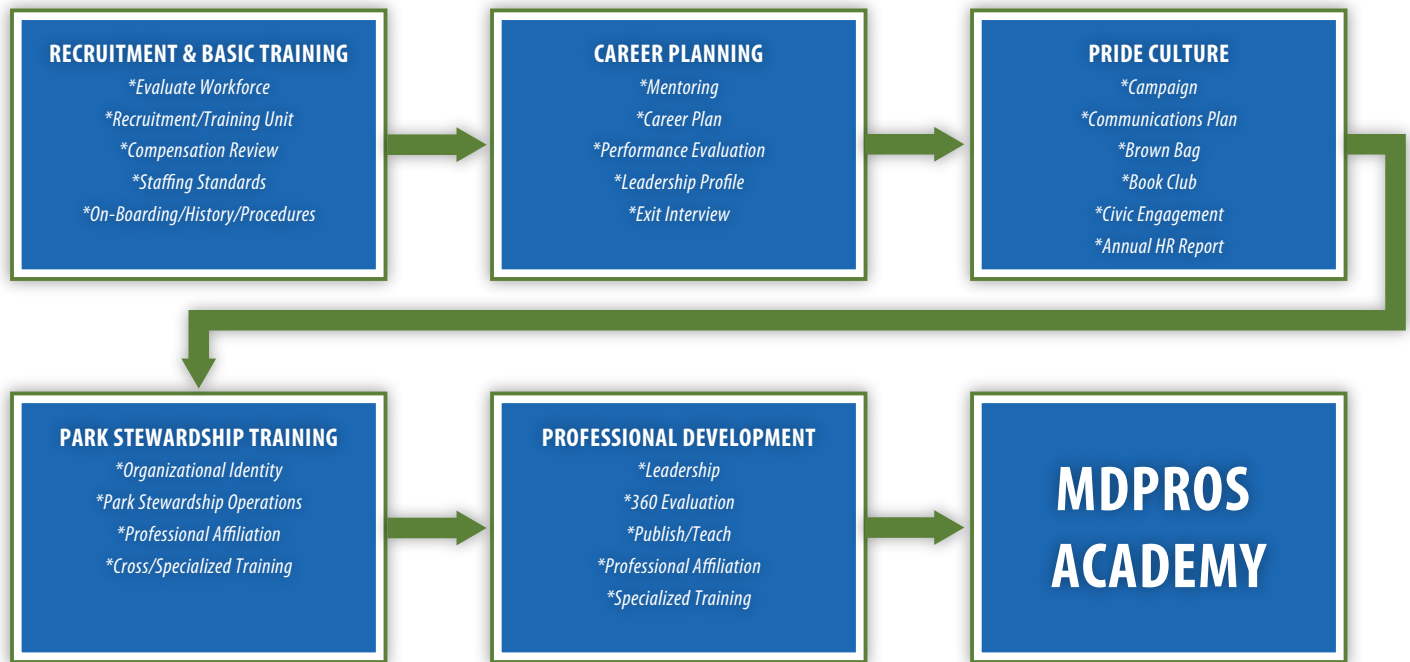 RECRUITMENT & BASIC TRAINING
*Evaluate Workforce
*Recruitment/Training Unit
*Compensation Review
*Staffing Standards
*On-Boarding/History/Procedures
CAREER PLANNING
*Mentoring
*Career Plan
*Performance Evaluation
*Leadership Profile
*Exit Interview
PRIDE CULTURE
*Campaign
*Communications Plan
*Brown Bag
*Book Club
*Civic Engagement
*Annual HR Report
PARK STEWARDSHIP TRAINING
*Organizational Identity
*Park Stewardship Operations
*Professional Affiliation
*Cross/Specialized Training
PROFESSIONAL DEVELOPMENT
*Leadership
*360 Evaluation
*Publish/Teach
*Professional Affiliation
*Specialized Training
MDPROS
ACADEMY